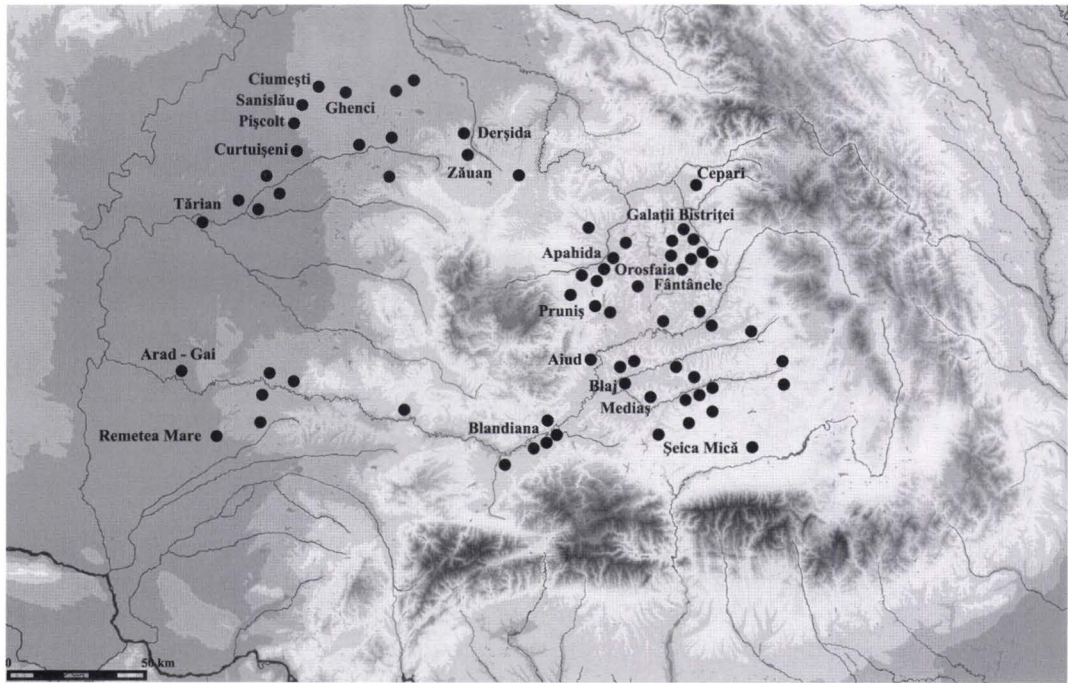 Ciumești
Sanislău
Ghenci
Pișcolt
Derșida
Curtuișeni
Zăuan
Cepari
Tărian
Galații Bistriței
Apahida
Orosfaia
Fântânele
Pruniș
Arad - Gai
Aiud
Blaj
Mediaș
Remetea Mare
Blandiana
Șeica Mică
0 50 km